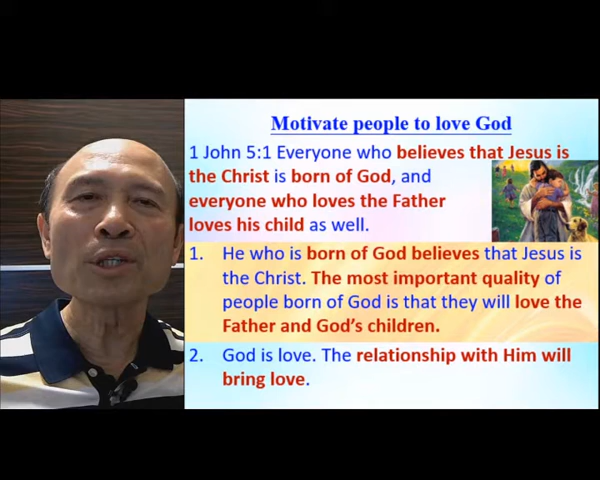 Motivate people to love God
1 John 5:1 Everyone who believes that Jesus is
the Christ is born of God, and
everyone who loves the Father
loves his child as well.
1. He who is born of God believes that Jesus is
the Christ. The most important quality of
people born of God is that they will love the
Father and God’s children.
2. God is love. The relationship with Him will
bring love.